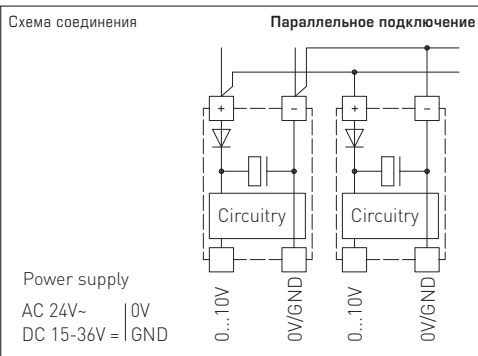 Схема соединения
Параллельное подключение
+ − + −
Circuitry Circuitry
Power supply
AC 24V~ | 0V
DC 15-36V = | GND
0...10V
0V/GND
0...10V
0V/GND